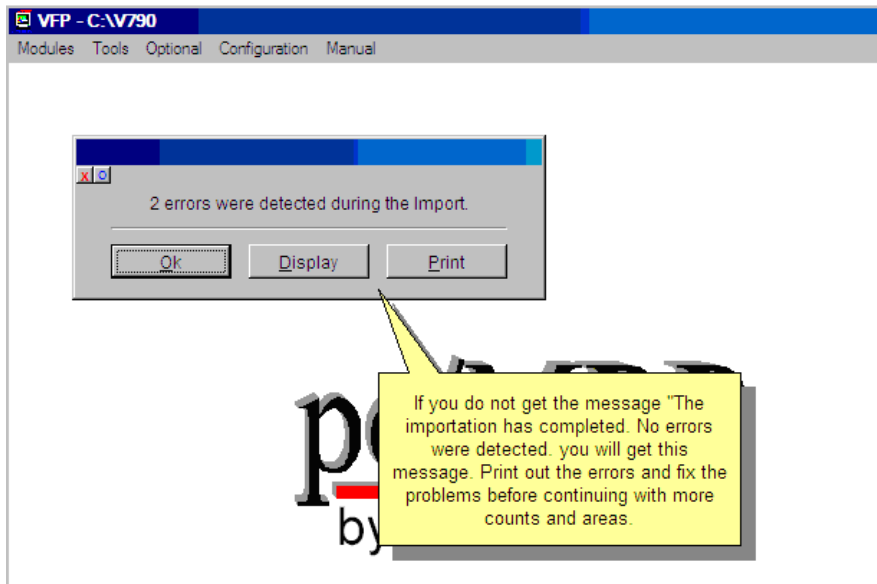 VFP - C:\V790
Modules Tools Optional Configuration Manual
X O
2 errors were detected during the Import.
Ok Display Print
If you do not get the message "The
importation has completed. No errors
were detected. you will get this
message. Print out the errors and fix the
problems before continuing with more
counts and areas.
by